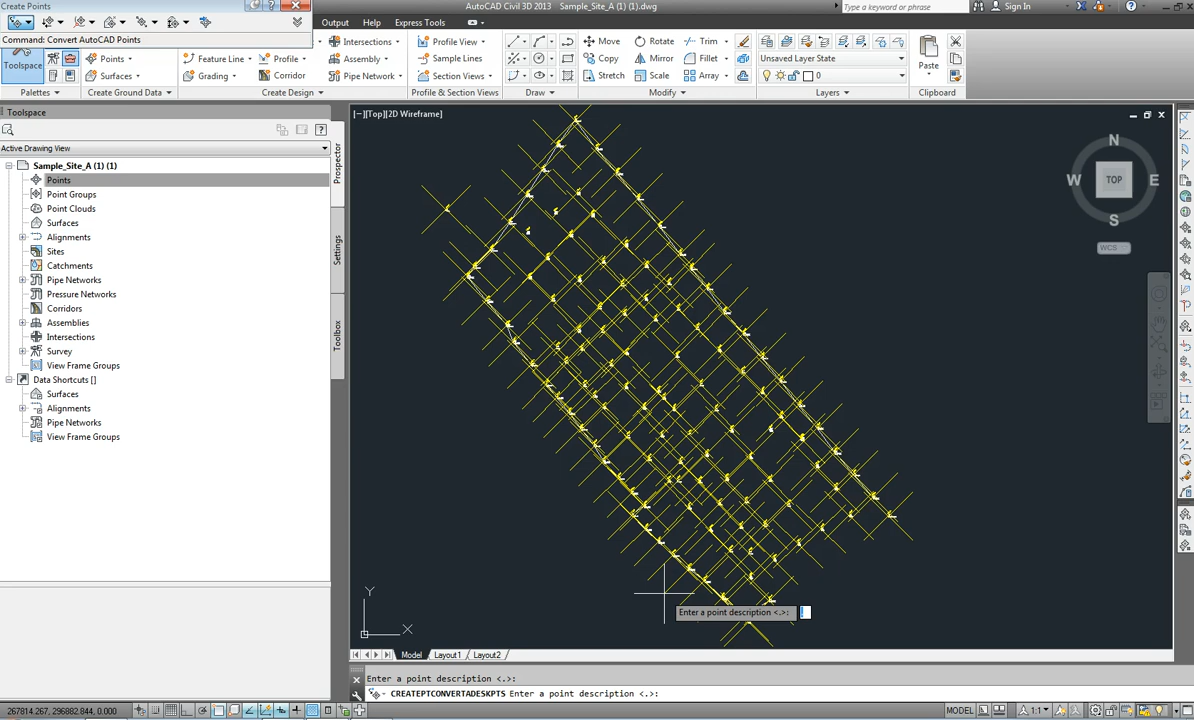 Create Points
Command: Convert AutoCAD Points
Output Help Express Tools
AutoCAD Civil 3D 2013 Sample_Site_A (1) (1).dwg
Type a keyword or phrase
Sign In
Toolspace
Points
Surfaces
Feature Line
Grading
Profile
Corridor
Intersections
Assembly
Pipe Network
Profile View
Sample Lines
Section Views
Move
Copy
Stretch
Rotate
Mirror
Scale
Trim
Fillet
Array
Unsaved Layer State
0
Paste
Palettes
Create Ground Data
Create Design
Profile & Section Views
Draw
Modify
Layers
Clipboard
Toolspace
Active Drawing View
Sample_Site_A (1) (1)
Points
Point Groups
Point Clouds
Surfaces
Alignments
Sites
Catchments
Pipe Networks
Pressure Networks
Corridors
Assemblies
Intersections
Survey
View Frame Groups
Data Shortcuts []
Surfaces
Alignments
Pipe Networks
View Frame Groups
Prospector
Settings
Toolbox
[−][Top][2D Wireframe]
N
W TOP E
S
WCS
Enter a point description <.>: .
Y
X
Model Layout1 Layout2
Enter a point description <.>:
CREATEPTCONVERTADESKPTS Enter a point description <.>:
267814.207, 296882.844, 0.000
MODEL
1:1